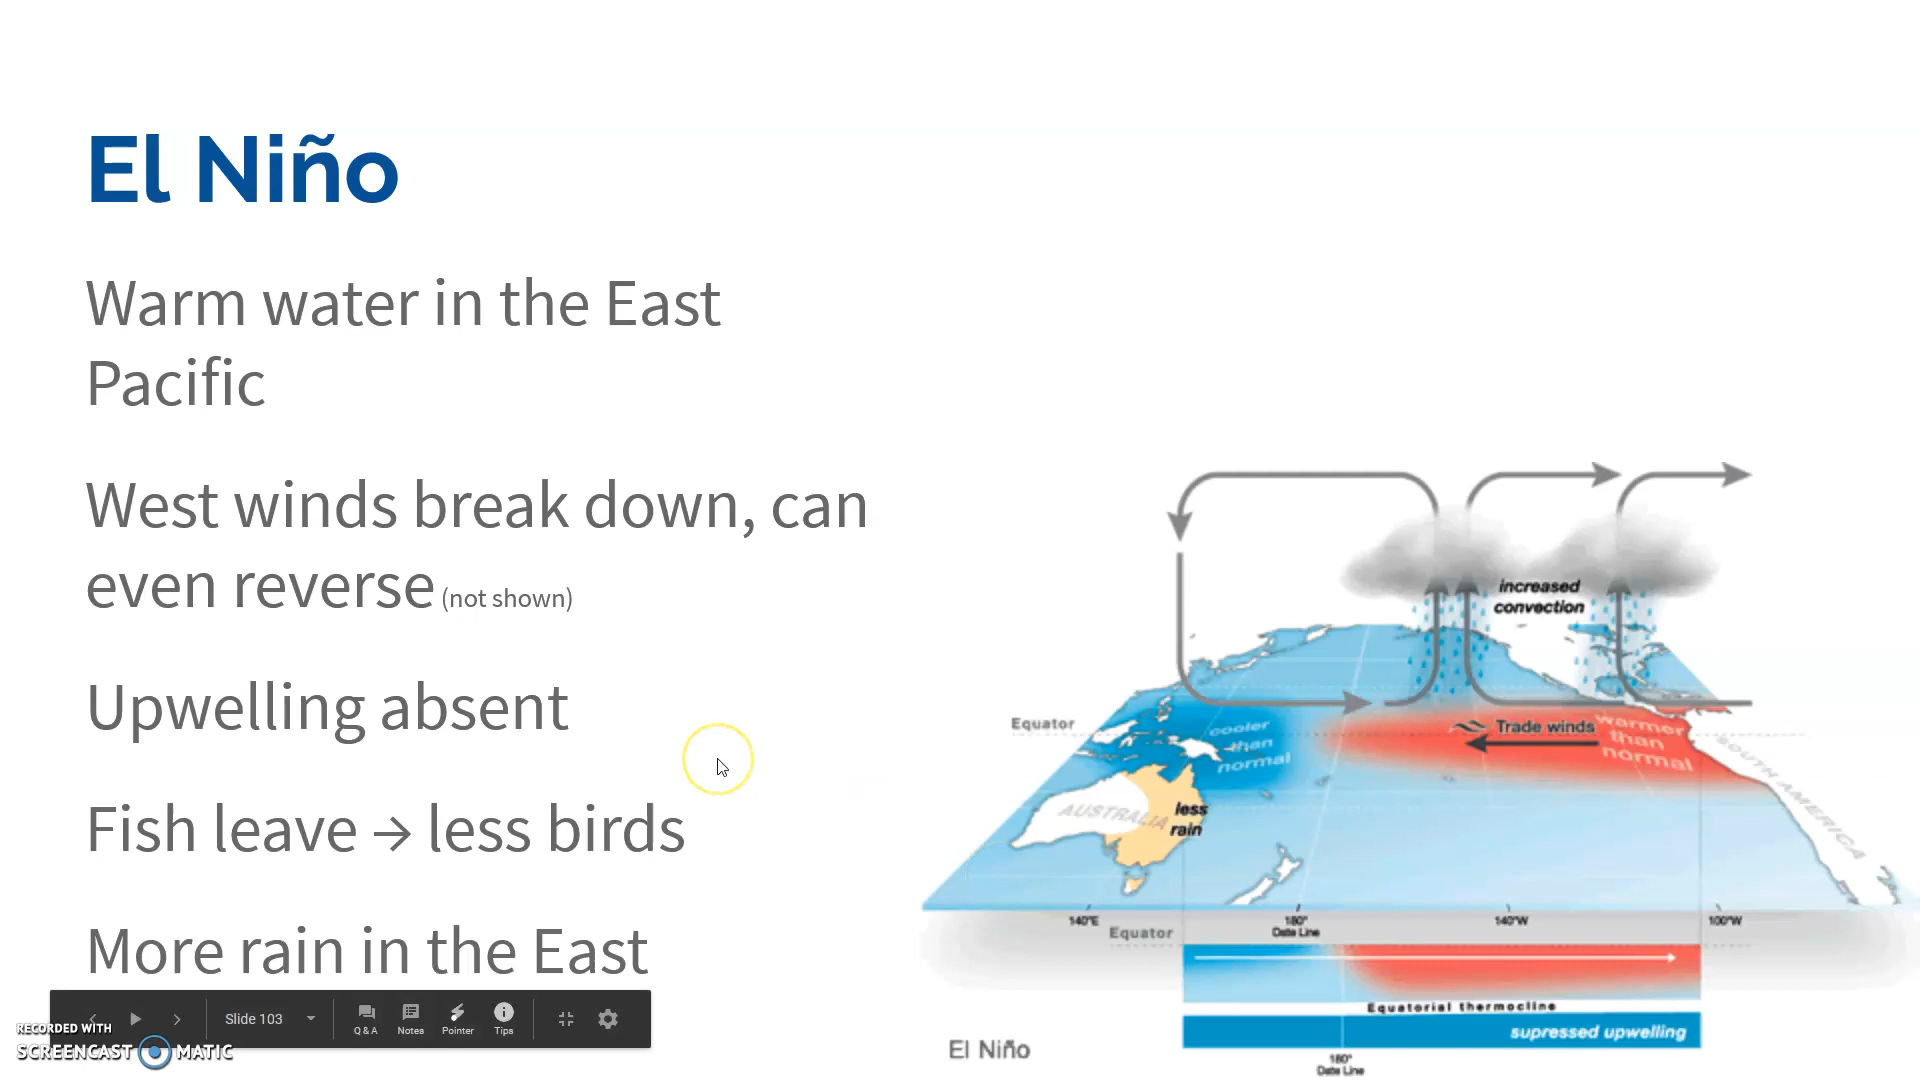 El Niño
Warm water in the East
Pacific
West winds break down, can
even reverse (not shown)
Upwelling absent
Fish leave → less birds
More rain in the East
increased
convection
Equator
cooler
than
normal
Trade winds
warmer
than
normal
AUSTRALIA
less
rain
SOUTH AMERICA
140°E
180°
Date Line
140°W
100°W
Equator
Equatorial thermocline
supressed upwelling
El Niño
180°
Date Line
Slide 103
Q & A
Notes
Pointer
Tips
RECORDED WITH
SCREENCAST MATIC